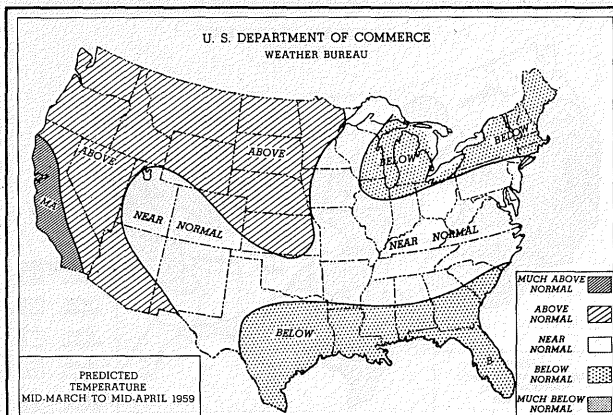 U. S. DEPARTMENT OF COMMERCE
WEATHER BUREAU
BELOW
BELOW
ABOVE
ABOVE
MA
NEAR NORMAL
NEAR NORMAL
BELOW
B
MUCH ABOVE
NORMAL
ABOVE
NORMAL
NEAR
NORMAL
BELOW
NORMAL
MUCH BELOW
NORMAL
PREDICTED
TEMPERATURE
MID-MARCH TO MID-APRIL 1959